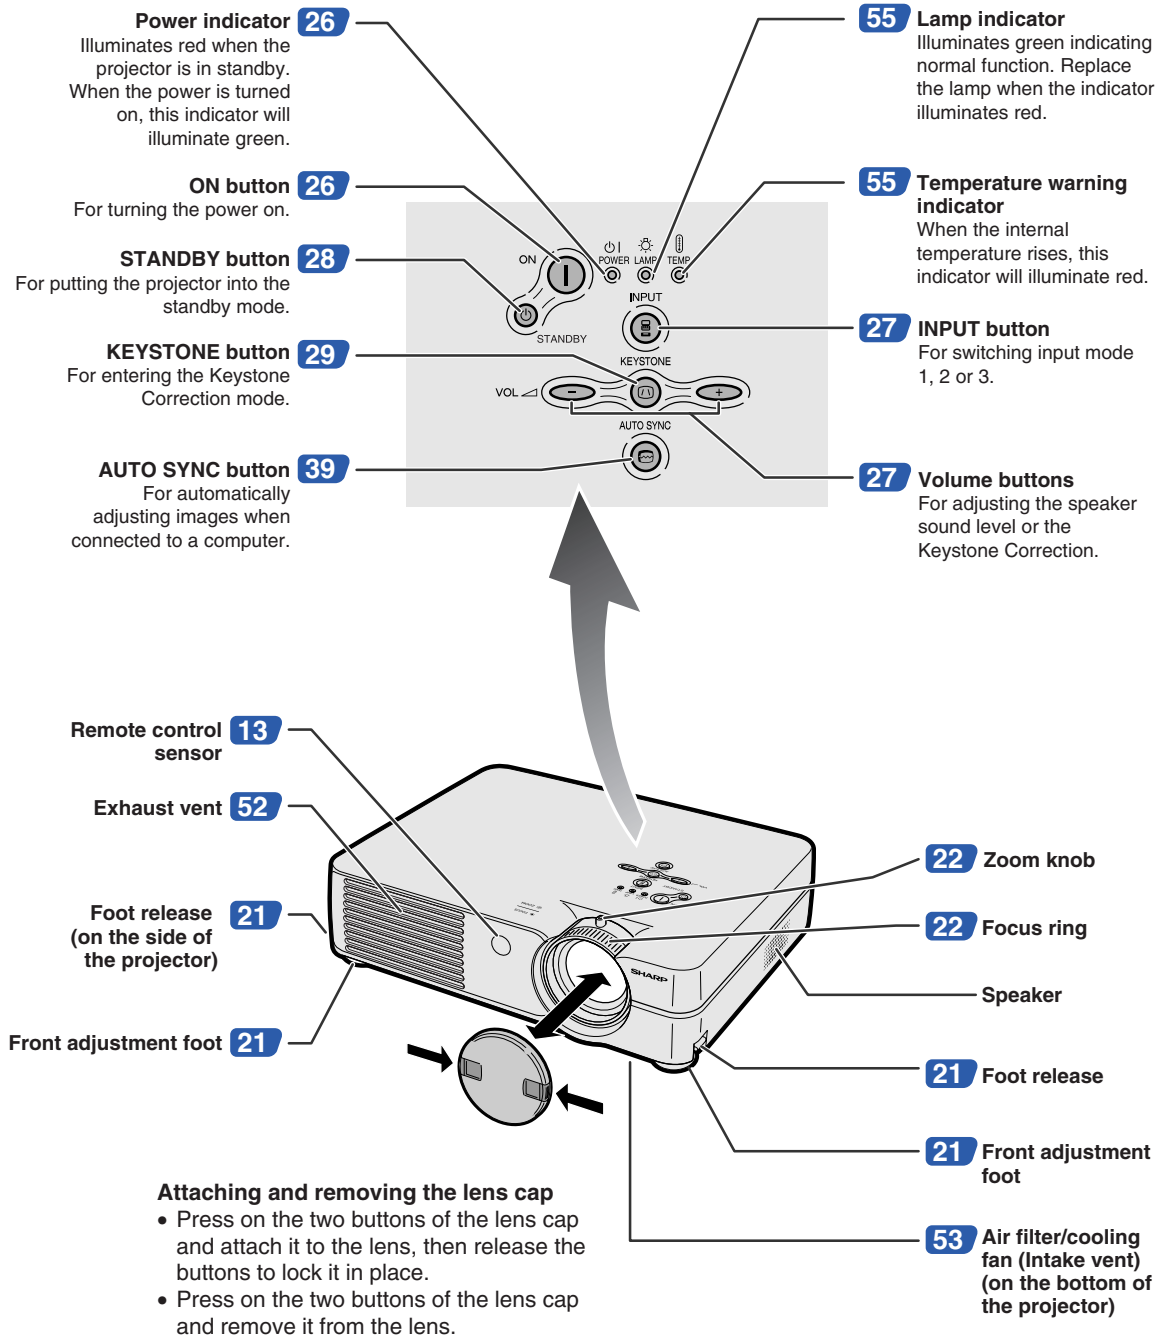 Power indicator 26
Illuminates red when the
projector is in standby.
When the power is turned
on, this indicator will
illuminate green.
ON button 26
For turning the power on.
STANDBY button 28
For putting the projector into the
standby mode.
KEYSTONE button 29
For entering the Keystone
Correction mode.
AUTO SYNC button 39
For automatically
adjusting images when
connected to a computer.
55 Lamp indicator
Illuminates green indicating
normal function. Replace
the lamp when the indicator
illuminates red.
55 Temperature warning
indicator
When the internal
temperature rises, this
indicator will illuminate red.
27 INPUT button
For switching input mode
1, 2 or 3.
27 Volume buttons
For adjusting the speaker
sound level or the
Keystone Correction.
ON
POWER LAMP TEMP
INPUT
STANDBY
KEYSTONE
VOL − +
AUTO SYNC
Remote control 13
sensor
Exhaust vent 52
Foot release 21
(on the side of
the projector)
Front adjustment foot 21
SHARP
22 Zoom knob
22 Focus ring
Speaker
21 Foot release
21 Front adjustment
foot
53 Air filter/cooling
fan (Intake vent)
(on the bottom of
the projector)
Attaching and removing the lens cap
• Press on the two buttons of the lens cap
and attach it to the lens, then release the
buttons to lock it in place.
• Press on the two buttons of the lens cap
and remove it from the lens.